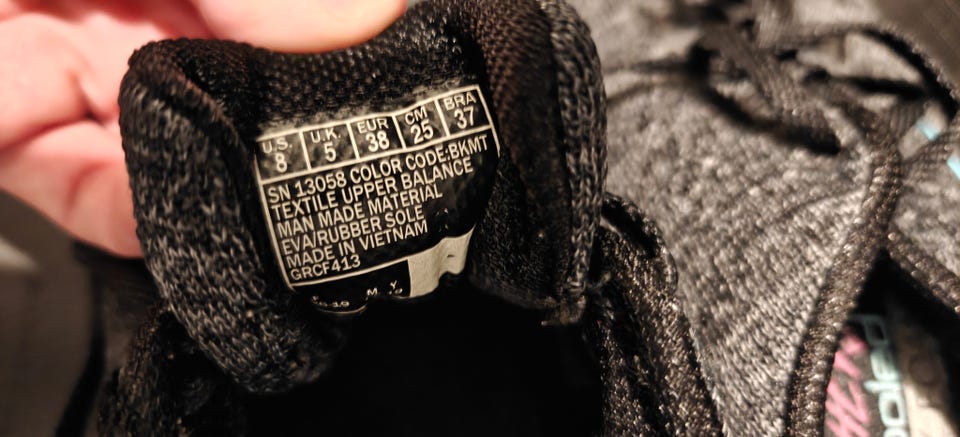 U.S. U.K. EUR CM BRA
8 5 38 25 37
SN 13058 COLOR CODE:BKMT
TEXTILE UPPER BALANCE
MAN MADE MATERIAL
EVA/RUBBER SOLE
MADE IN VIETNAM
GRCF413
M Y